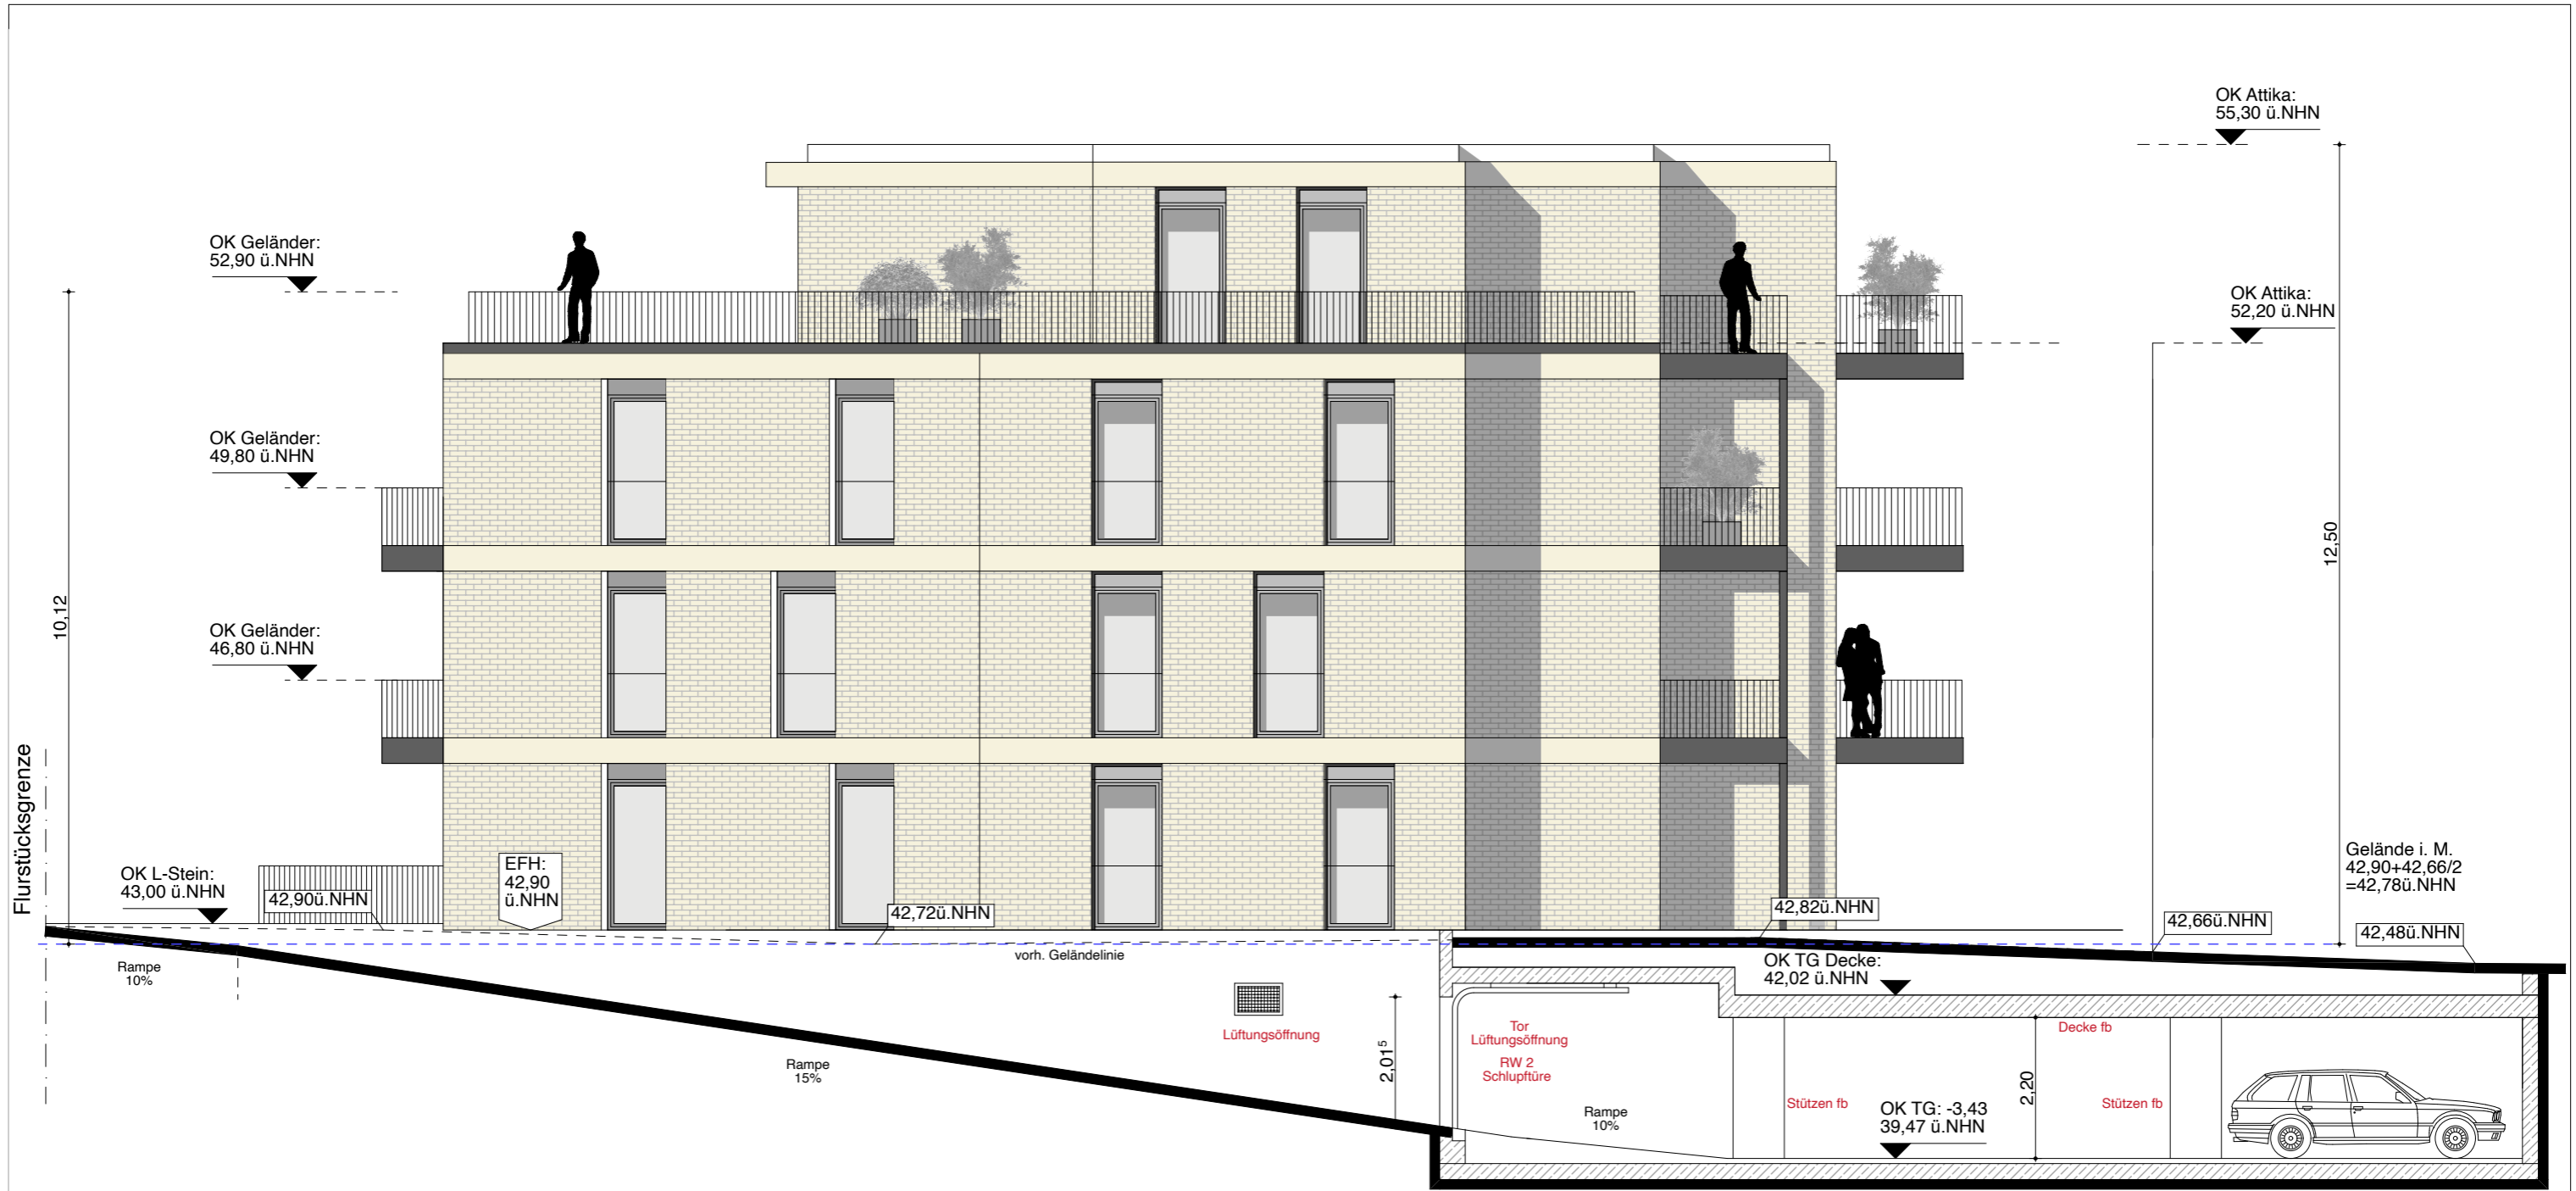 OK Attika:
55,30 ü.NHN
OK Geländer:
52,90 ü.NHN
OK Attika:
52,20 ü.NHN
OK Geländer:
49,80 ü.NHN
12,50
10,12
OK Geländer:
46,80 ü.NHN
Flurstücksgrenze
OK L-Stein:
43,00 ü.NHN
42,90ü.NHN
EFH:
42,90
ü.NHN
42,72ü.NHN
42,82ü.NHN
Gelände i. M.
42,90+42,66/2
=42,78ü.NHN
42,66ü.NHN
42,48ü.NHN
Rampe
10%
vorh. Geländelinie
OK TG Decke:
42,02 ü.NHN
Lüftungsöffnung
2,01⁵
Tor
Lüftungsöffnung
RW 2
Schlupftüre
Decke fb
Rampe
15%
Rampe
10%
Stützen fb
OK TG: -3,43
39,47 ü.NHN
2,20
Stützen fb